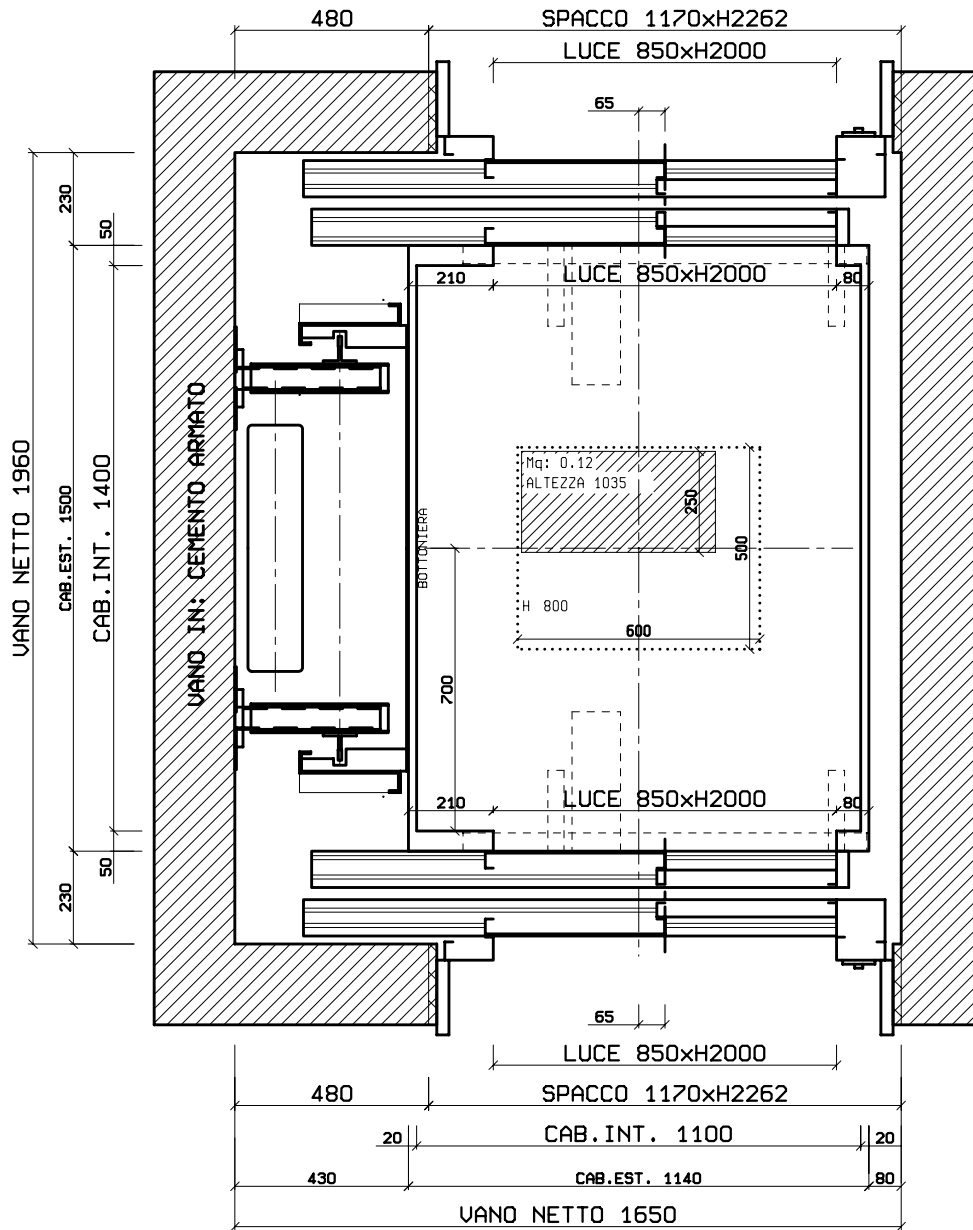 480
SPACCO 1170xH2262
LUCE 850xH2000
65
230
50
210
LUCE 850xH2000
80
VANO NETTO 1960
CAB.EST. 1500
CAB.INT. 1400
VANO IN: CEMENTO ARMATO
BOTTONIERA
Mq: 0.12
ALTEZZA 1035
250
500
H 800
600
700
210
LUCE 850xH2000
80
50
230
65
LUCE 850xH2000
480
SPACCO 1170xH2262
20
CAB.INT. 1100
20
430
CAB.EST. 1140
80
VANO NETTO 1650